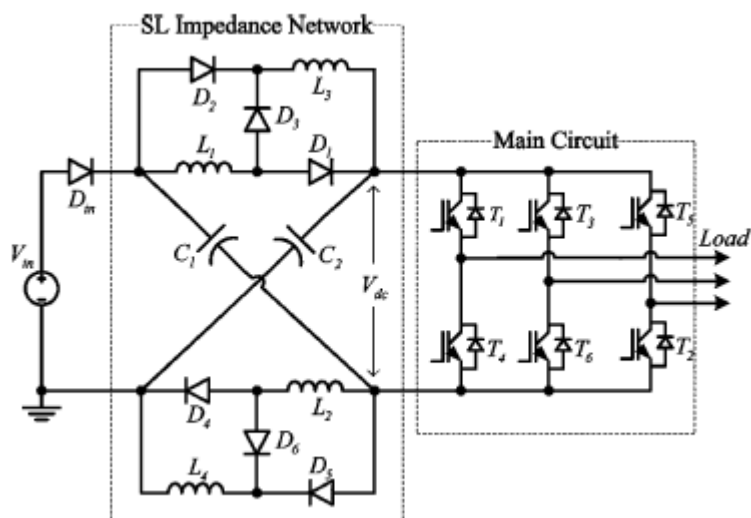 SL Impedance Network
D2
L3
D3
L1
D1
Main Circuit
Din
T1
T3
T5
Load
Vin
C1
C2
Vdc
T4
T6
T2
D4
L2
D6
L4
D5